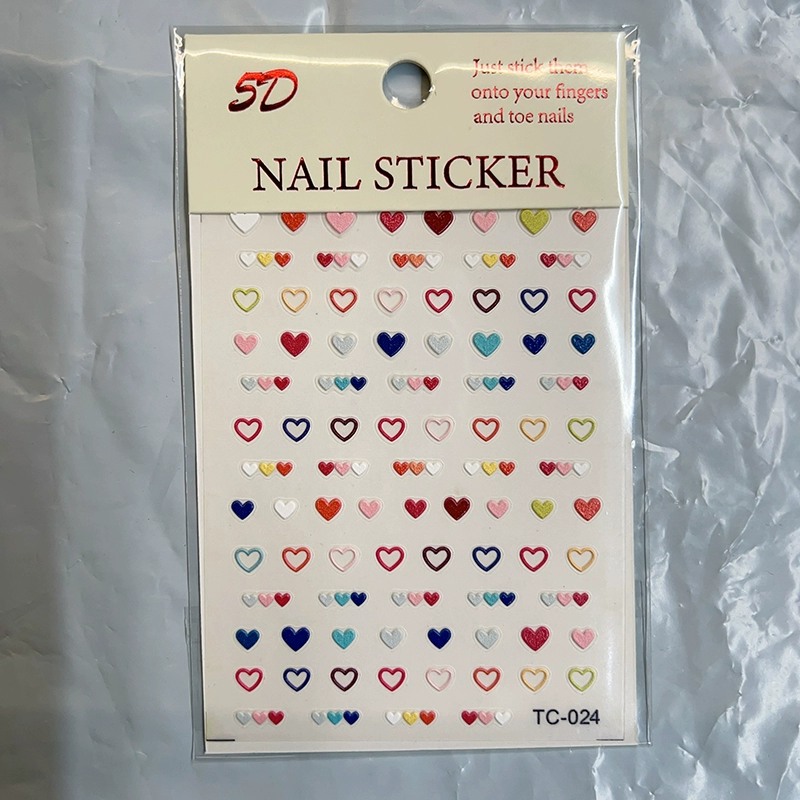 5D
Just stick them
onto your fingers
and toe nails
NAIL STICKER
TC-024